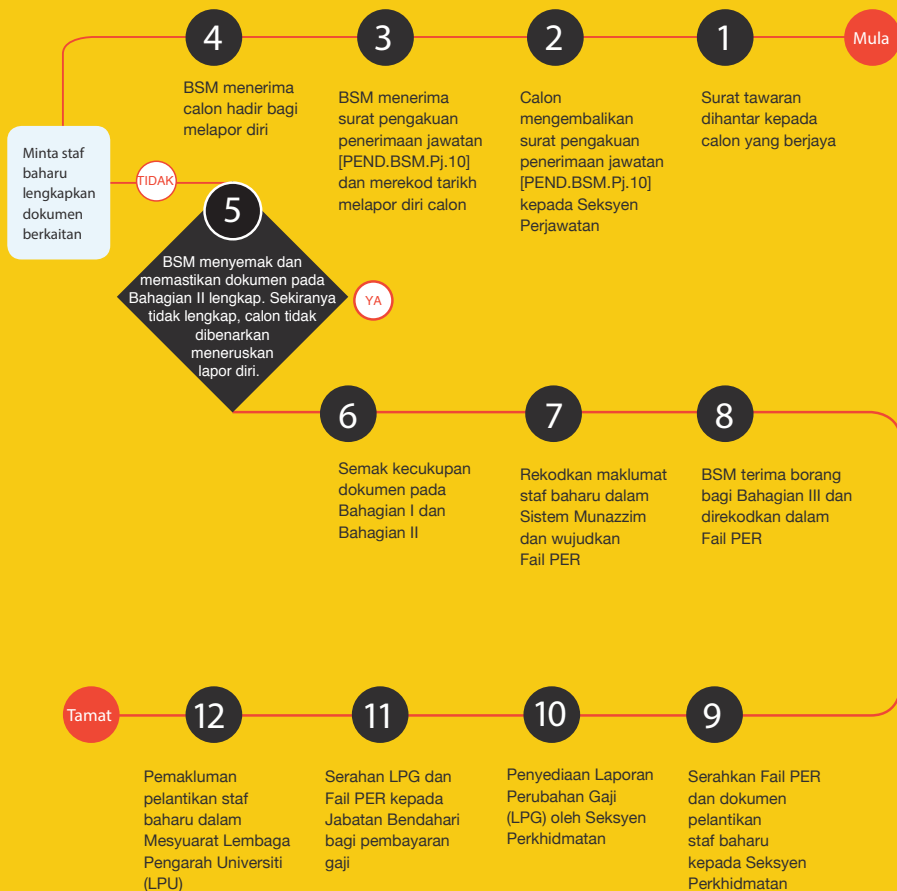 Mula
1
Surat tawaran
dihantar kepada
calon yang berjaya
2
Calon
mengembalikan
surat pengakuan
penerimaan jawatan
[PEND.BSM.Pj.10]
kepada Seksyen
Perjawatan
3
BSM menerima
surat pengakuan
penerimaan jawatan
[PEND.BSM.Pj.10]
dan merekod tarikh
melapor diri calon
4
BSM menerima
calon hadir bagi
melapor diri
Minta staf
baharu
lengkapkan
dokumen
berkaitan
TIDAK
5
BSM menyemak dan
memastikan dokumen pada
Bahagian II lengkap. Sekiranya
tidak lengkap, calon tidak
dibenarkan
meneruskan
lapor diri.
YA
6
Semak kecukupan
dokumen pada
Bahagian I dan
Bahagian II
7
Rekodkan maklumat
staf baharu dalam
Sistem Munazzim
dan wujudkan
Fail PER
8
BSM terima borang
bagi Bahagian III dan
direkodkan dalam
Fail PER
9
Serahkan Fail PER
dan dokumen
pelantikan
staf baharu
kepada Seksyen
Perkhidmatan
10
Penyediaan Laporan
Perubahan Gaji
(LPG) oleh Seksyen
Perkhidmatan
11
Serahan LPG dan
Fail PER kepada
Jabatan Bendahari
bagi pembayaran
gaji
12
Pemakluman
pelantikan staf
baharu dalam
Mesyuarat Lembaga
Pengarah Universiti
(LPU)
Tamat